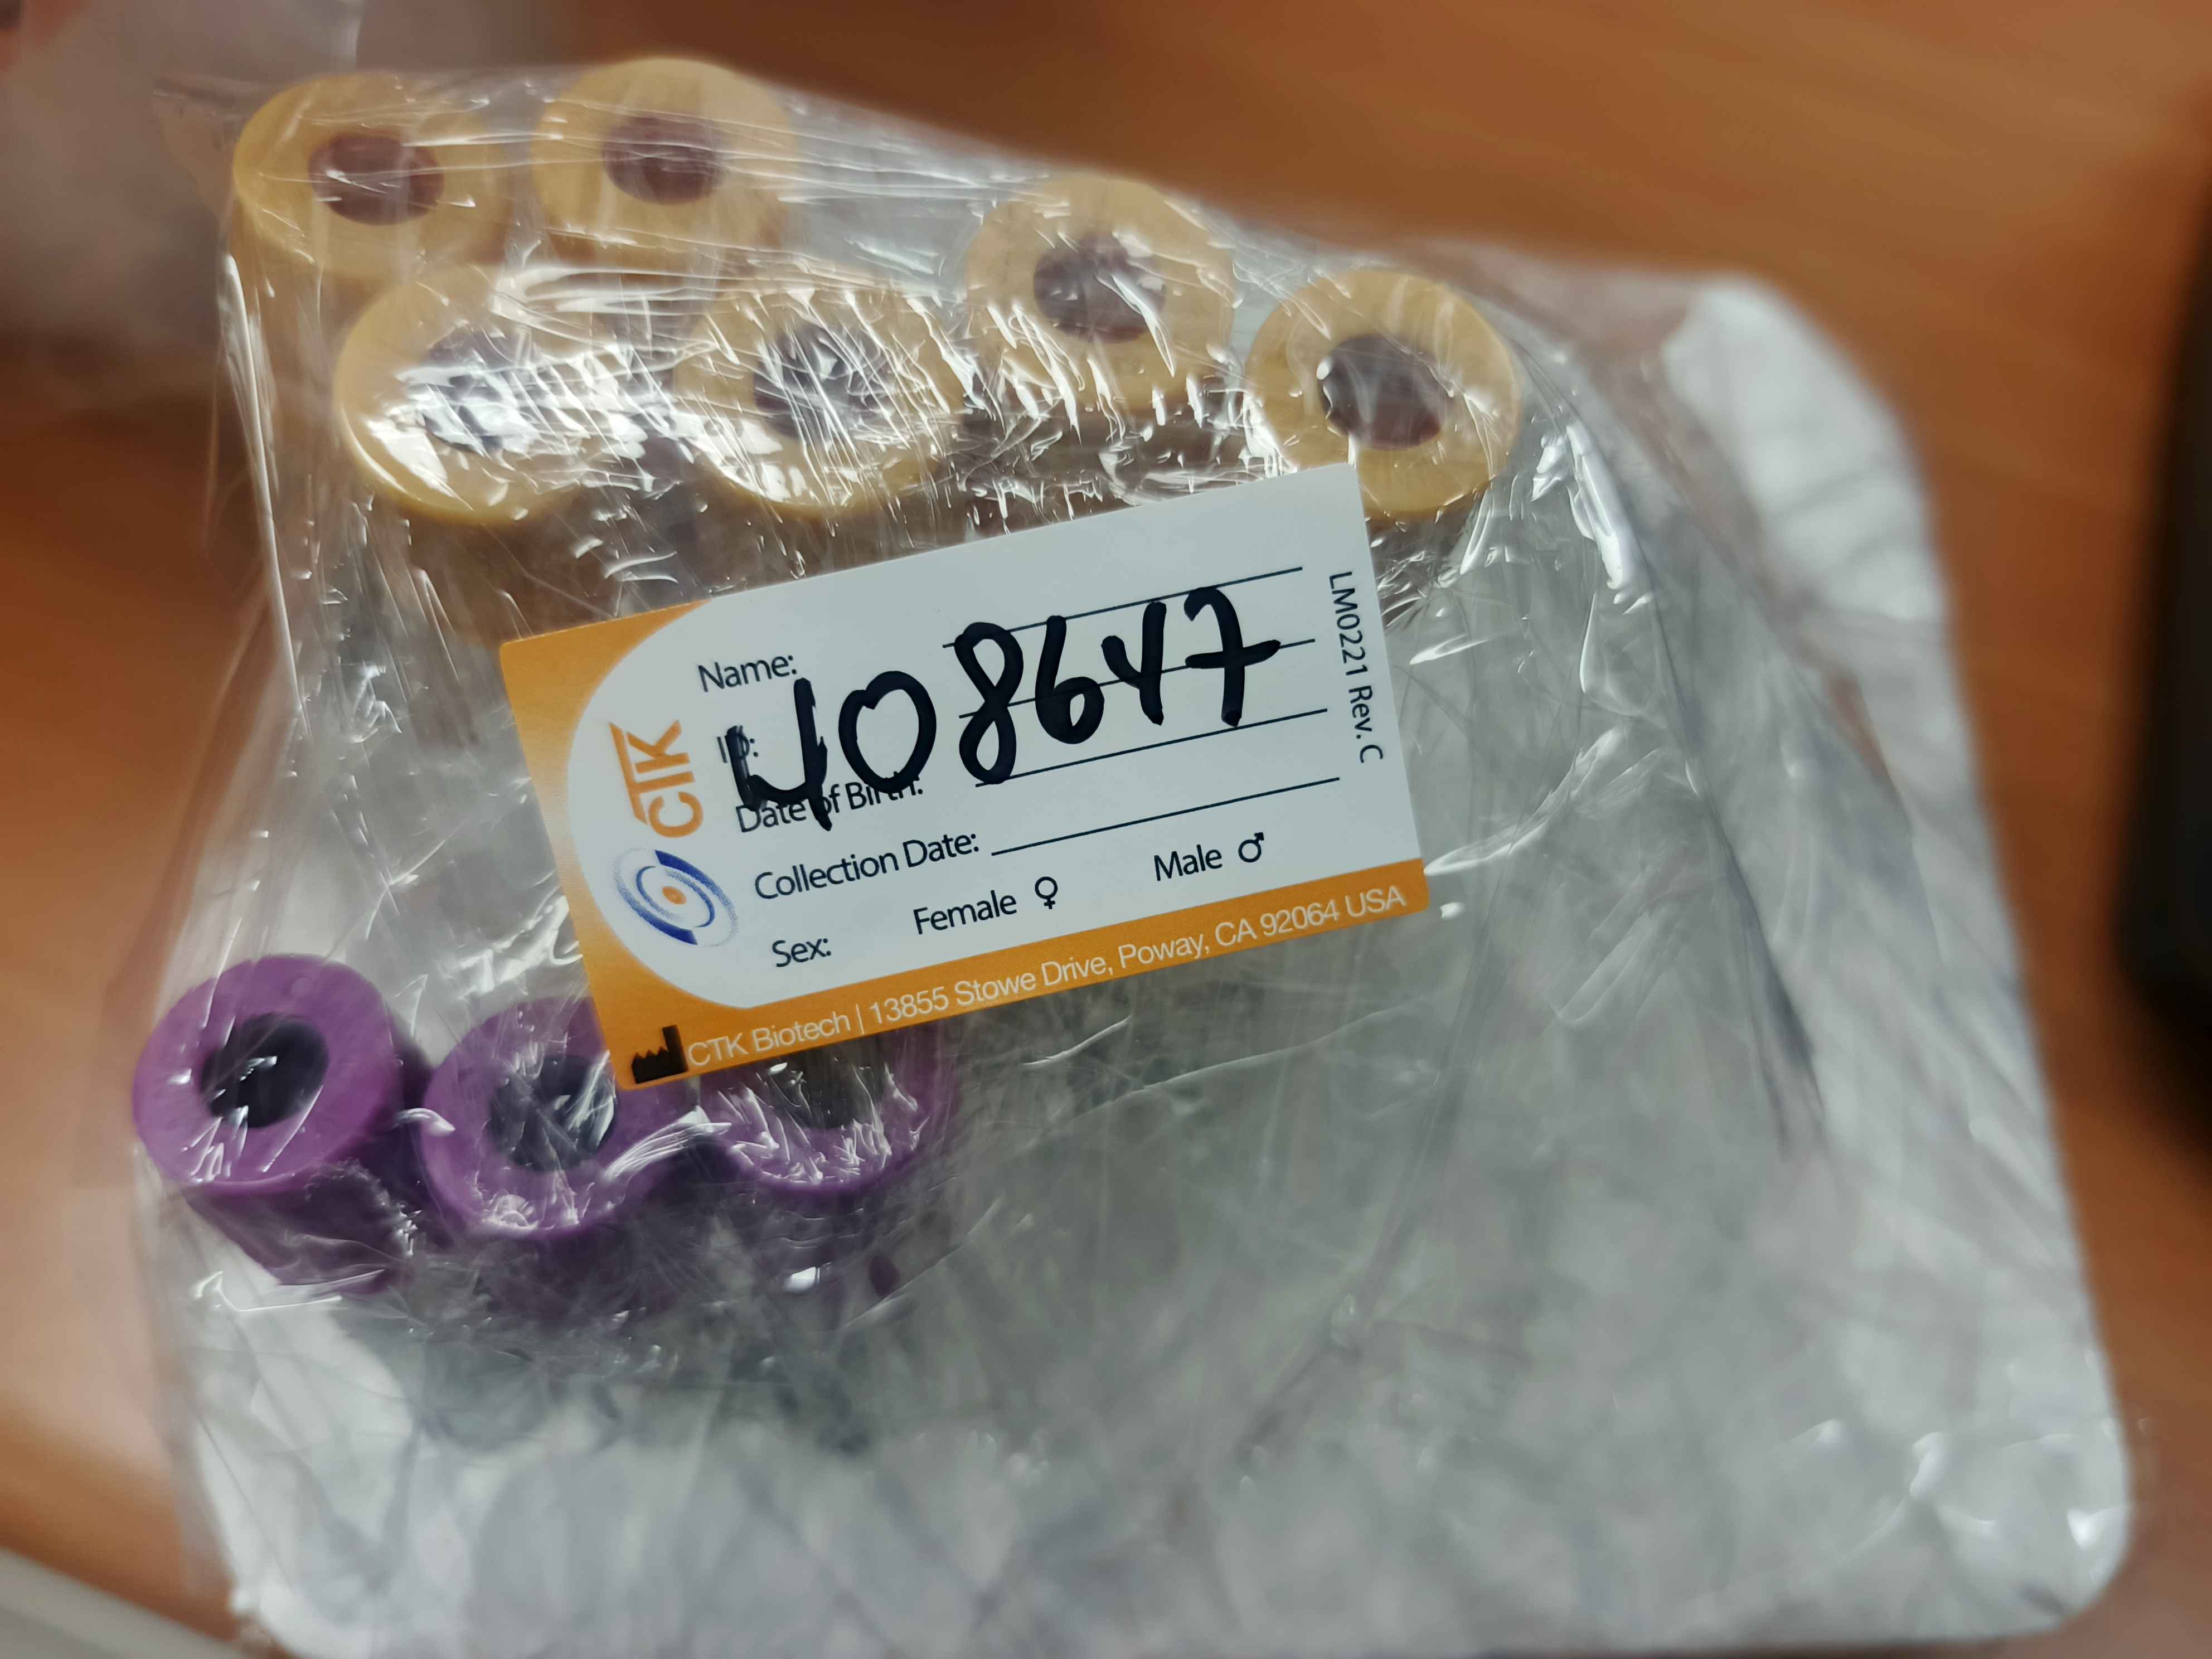 Name:
ID:
408647
Date of Birth:
Collection Date:
Sex: Female ♀ Male ♂
CTK
LM0221 Rev. C
CTK Biotech | 13855 Stowe Drive, Poway, CA 92064 USA